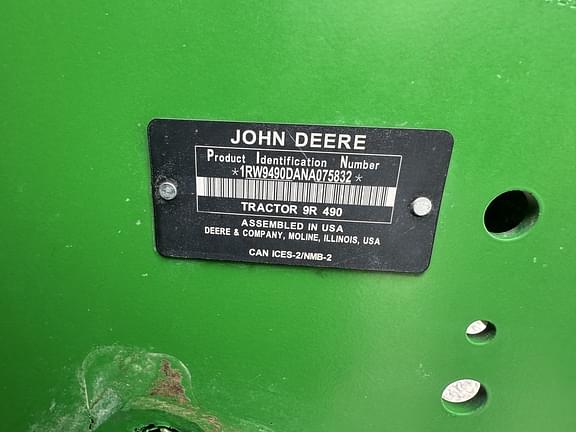 JOHN DEERE
Product Identification Number
*1RW9490DANA075832*
TRACTOR 9R 490
ASSEMBLED IN USA
DEERE & COMPANY, MOLINE, ILLINOIS, USA
CAN ICES-2/NMB-2